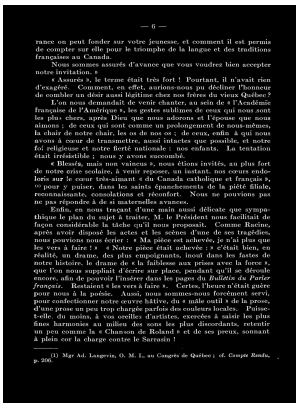 — 6 —
rance on peut fonder sur votre jeunesse, et comment il est permis
de compter sur elle pour le triomphe de la langue et des traditions
françaises au Canada.
Nous sommes assurés d'avance que vous voudrez bien accepter
notre invitation. »
« Assurés », le terme était très fort ! Pourtant, il n'avait rien
d'exagéré. Comment, en effet, aurions-nous pu décliner l'honneur
de combler un désir aussi légitime chez nos frères du vieux Québec ?
L'on nous demandait de venir chanter, au sein de « l'Académie
française de l'Amérique », les gestes sublimes de ceux qui nous sont
les plus chers, après Dieu que nous adorons et l'épouse que nous
aimons ; de ceux qui sont comme un prolongement de nous-mêmes,
la chair de notre chair, les os de nos os ; de ceux, enfin à qui nous
avons à cœur de transmettre, aussi intactes que possible, et notre
foi religieuse et notre fierté nationale : nos enfants. La tentation
était irrésistible ; nous y avons succombé.
« Blessés, mais non vaincus », nous étions invités, au plus fort
de notre crise scolaire, à venir reposer, un instant, nos cœurs endo-
loris sur le cœur très-aimant « du Canada catholique et français »,
(1) pour y puiser, dans les saints épanchements de la piété filiale,
reconnaissante, consolations et réconfort. Nous ne pouvions pas
ne pas répondre à de si maternelles avances.
Enfin, en nous traçant d'une main aussi délicate que sympa-
thique le plan du sujet à traiter, M. le Président nous facilitait de
façon considérable la tâche qu'il nous proposait. Comme Racine,
après avoir disposé les actes et les scènes d'une de ses tragédies,
nous pouvions nous écrier : « Ma pièce est achevée, je n'ai plus que
les vers à faire ! » « Notre pièce était achevée : » c'était bien, en
réalité, un drame, des plus empoignants, inouï dans les fastes de
notre histoire, le drame de « la faiblesse aux prises avec la force »,
que l'on nous suppliait d'écrire sur place, pendant qu'il se déroule
encore, afin de pouvoir l'insérer dans les pages du Bulletin du Parler
français. Restaient « les vers à faire ». Certes, l'heure n'était guère
pour nous à la poésie. Aussi, nous sommes-nous forcément servi,
pour confectionner notre œuvre hâtive, du « mâle outil » de la prose,
d'une prose un peu trop chargée parfois des couleurs locales. Puisse-
t-elle, du moins, à vos oreilles d'artistes, exercées à saisir les plus
fines harmonies au milieu des sons les plus discordants, retentir
un peu comme la « Chanson de Roland » et de ses preux, sonnant
à plein cor la charge contre le Sarrasin !
(1) Mgr Ad. Langevin, O. M. I., au Congrès de Québec ; cf. Compte Rendu,
p. 206.